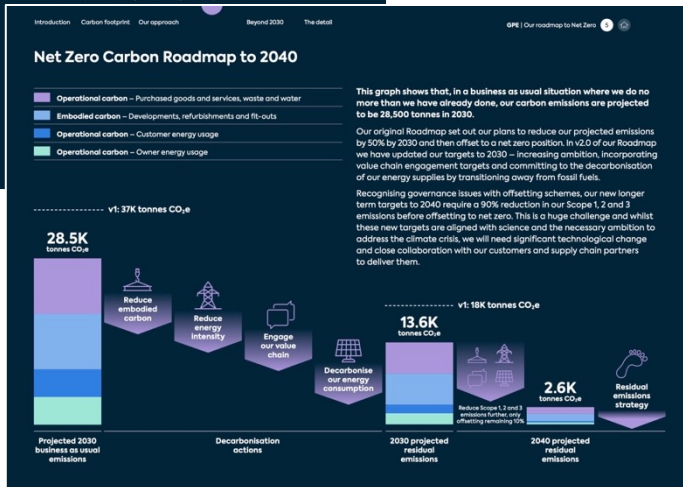 Introduction Carbon footprint Our approach Beyond 2030 The detail
GPE | Our roadmap to Net Zero 5
Net Zero Carbon Roadmap to 2040
Operational carbon – Purchased goods and services, waste and water
Embodied carbon – Developments, refurbishments and fit-outs
Operational carbon – Customer energy usage
Operational carbon – Owner energy usage
This graph shows that, in a business as usual situation where we do no
more than we have already done, our carbon emissions are projected
to be 28,500 tonnes in 2030.
Our original Roadmap set out our plans to reduce our projected emissions
by 50% by 2030 and then offset to a net zero position. In v2.0 of our Roadmap
we have updated our targets to 2030 – increasing ambition, incorporating
value chain engagement targets and committing to the decarbonisation
of our energy supplies by transitioning away from fossil fuels.
Recognising governance issues with offsetting schemes, our new longer
term targets to 2040 require a 90% reduction in our Scope 1, 2 and 3
emissions before offsetting to net zero. This is a huge challenge and whilst
these new targets are aligned with science and the necessary ambition to
address the climate crisis, we will need significant technological change
and close collaboration with our customers and supply chain partners
to deliver them.
v1: 37K tonnes CO₂e
28.5K
tonnes CO₂e
Reduce
embodied
carbon
Reduce
energy
intensity
Engage
our value
chain
Decarbonise
our energy
consumption
v1: 18K tonnes CO₂e
13.6K
tonnes CO₂e
Reduce Scope 1, 2 and 3
emissions further, only
offsetting remaining 10%
2.6K
tonnes CO₂e
Residual
emissions
strategy
Projected 2030
business as usual
emissions
Decarbonisation
actions
2030 projected
residual
emissions
2040 projected
residual
emissions